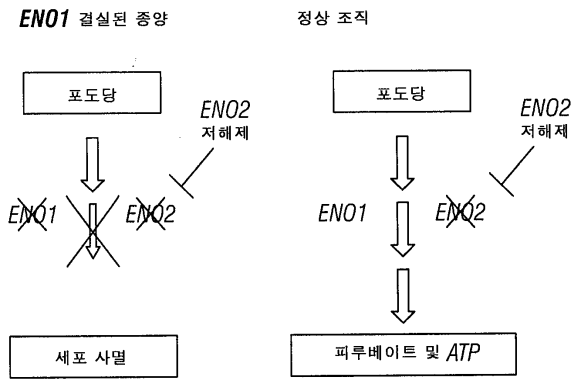 ENO1 결실된 종양
포도당
ENO2
저해제
ENO1
ENO2
세포 사멸
정상 조직
포도당
ENO2
저해제
ENO1
ENO2
피루베이트 및 ATP